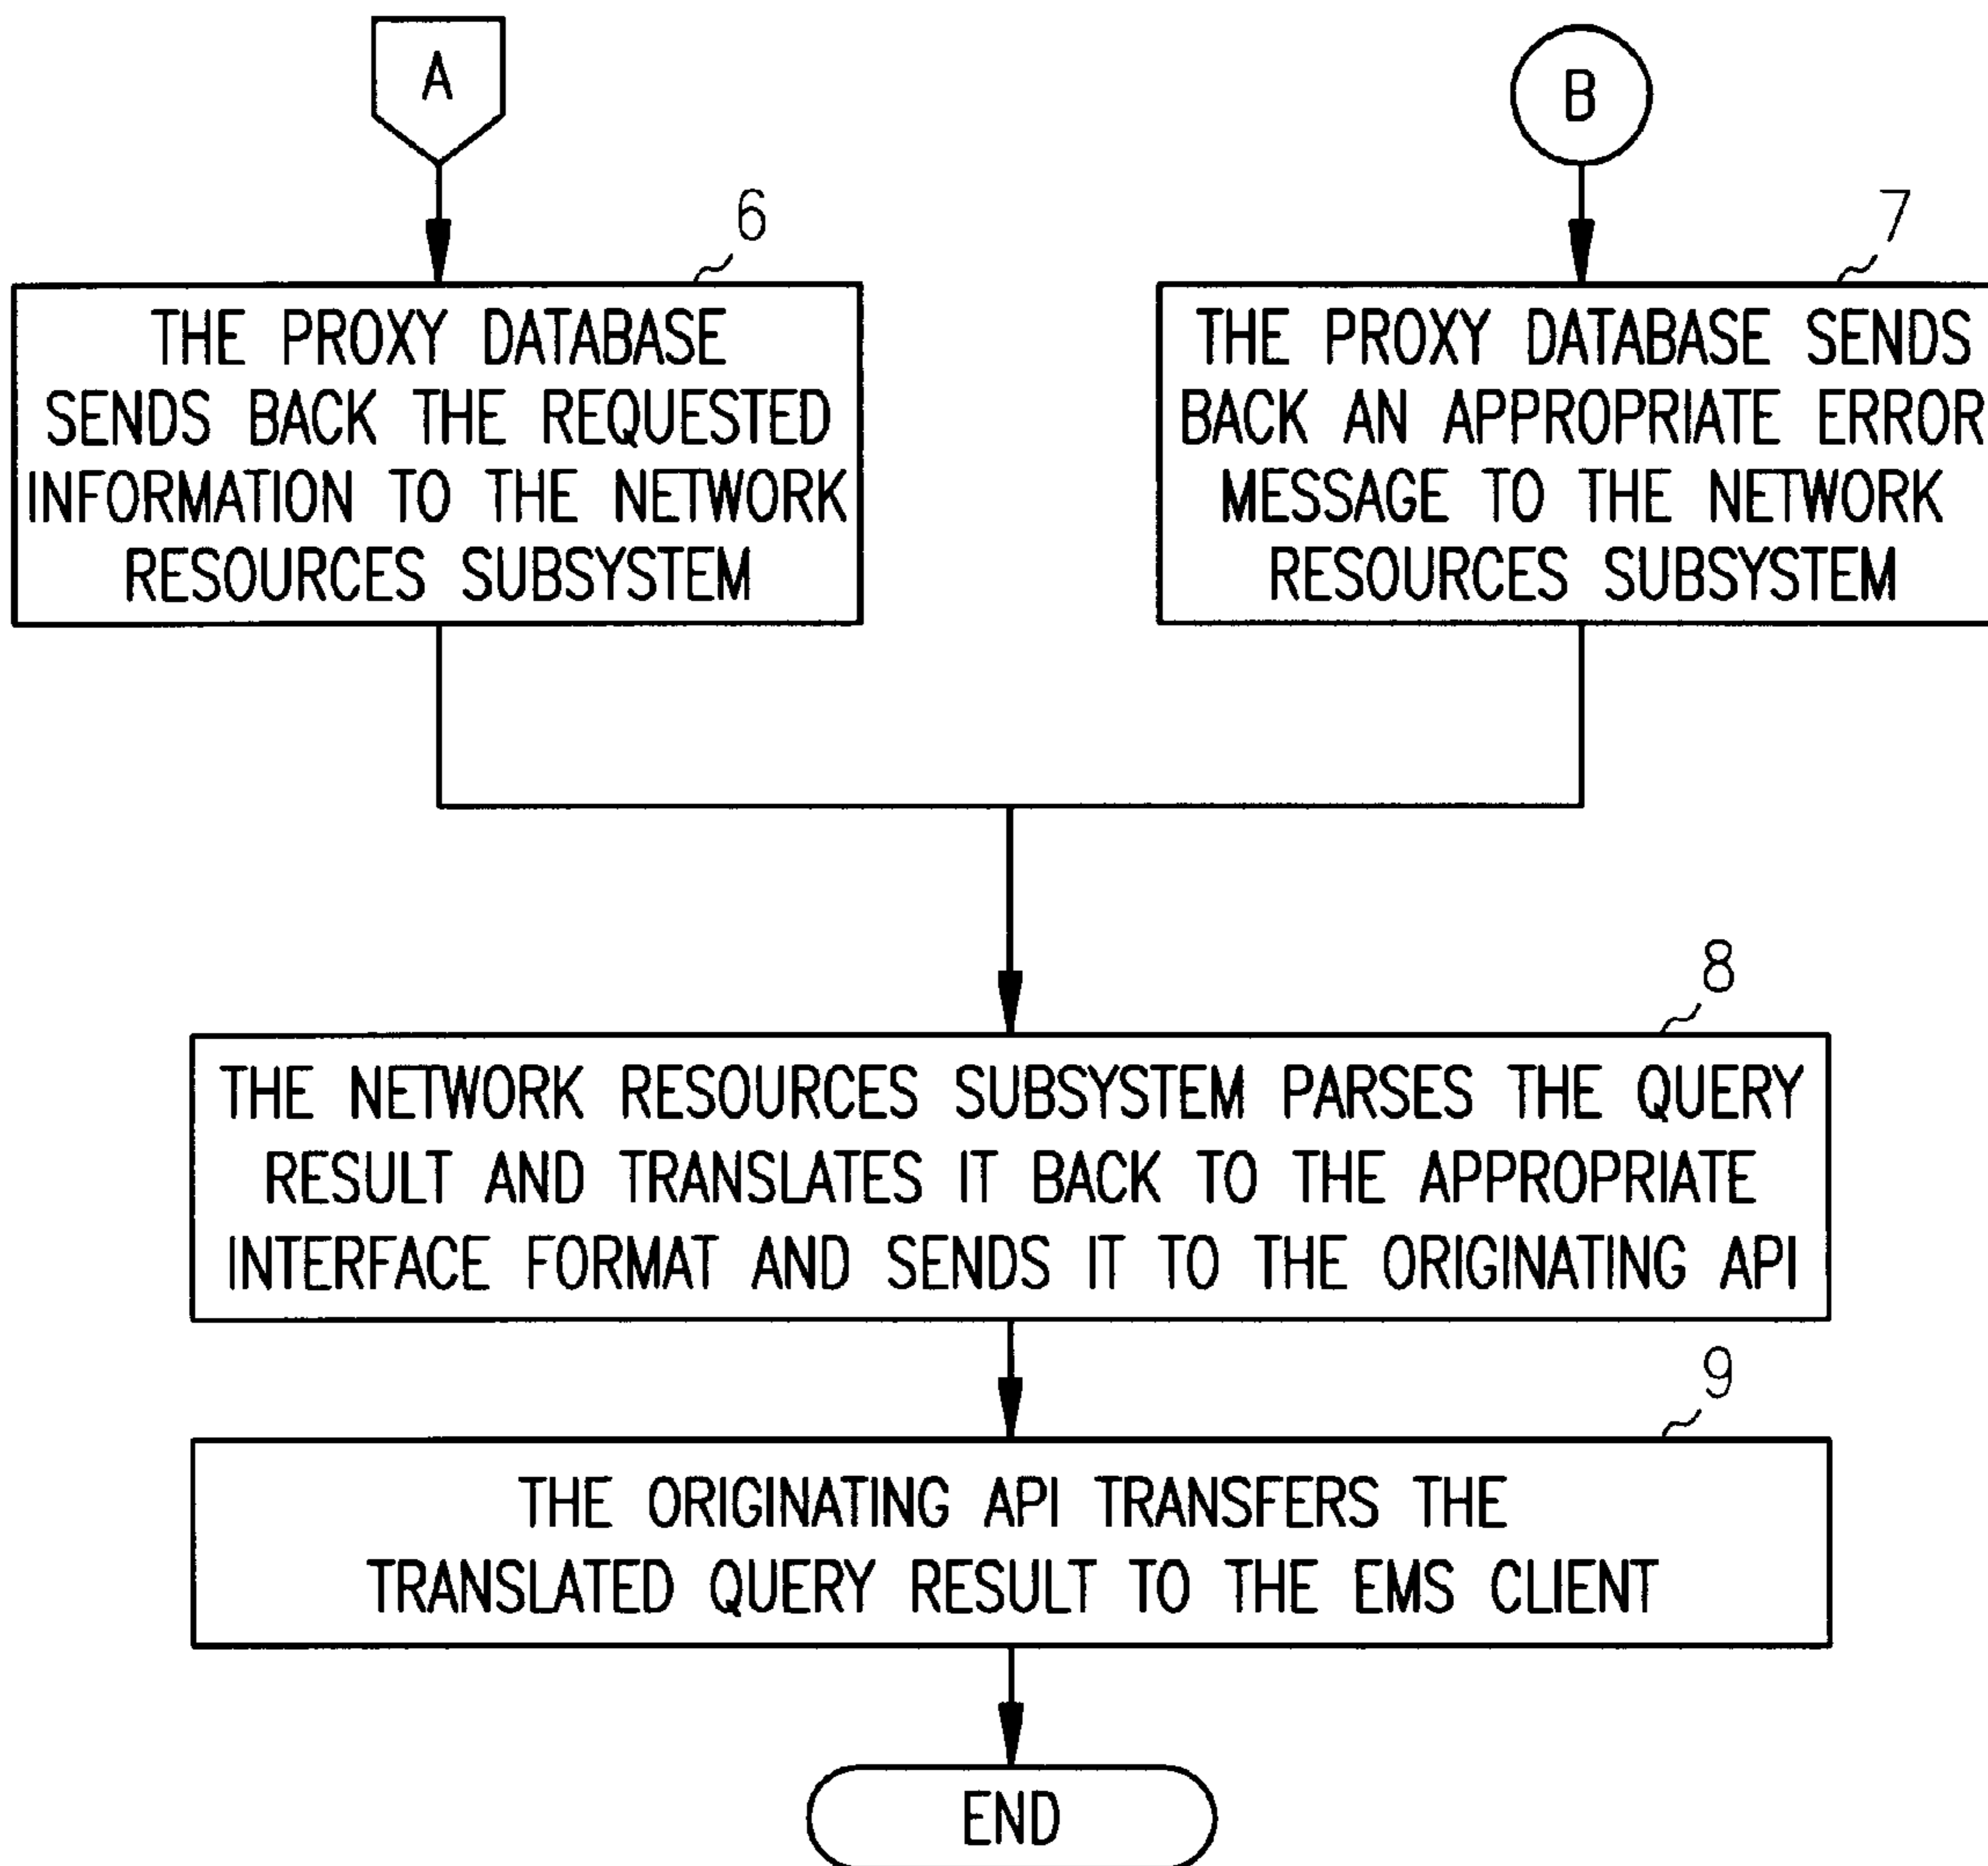 A
B
6
THE PROXY DATABASE
SENDS BACK THE REQUESTED
INFORMATION TO THE NETWORK
RESOURCES SUBSYSTEM
7
THE PROXY DATABASE SENDS
BACK AN APPROPRIATE ERROR
MESSAGE TO THE NETWORK
RESOURCES SUBSYSTEM
8
THE NETWORK RESOURCES SUBSYSTEM PARSES THE QUERY
RESULT AND TRANSLATES IT BACK TO THE APPROPRIATE
INTERFACE FORMAT AND SENDS IT TO THE ORIGINATING API
9
THE ORIGINATING API TRANSFERS THE
TRANSLATED QUERY RESULT TO THE EMS CLIENT
END